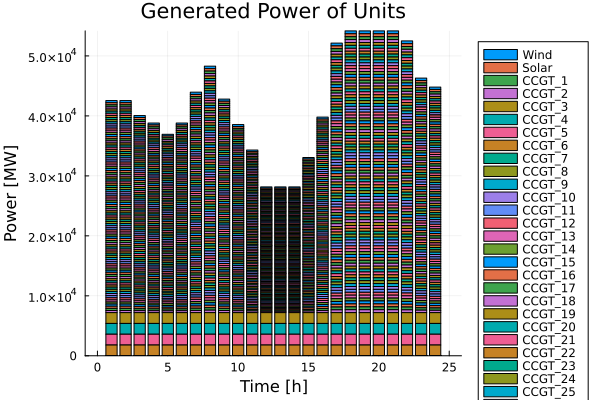 Generated Power of Units
Power [MW]
5.0×10⁴
4.0×10⁴
3.0×10⁴
2.0×10⁴
1.0×10⁴
0
0 5 10 15 20 25
Time [h]
Wind
Solar
CCGT_1
CCGT_2
CCGT_3
CCGT_4
CCGT_5
CCGT_6
CCGT_7
CCGT_8
CCGT_9
CCGT_10
CCGT_11
CCGT_12
CCGT_13
CCGT_14
CCGT_15
CCGT_16
CCGT_17
CCGT_18
CCGT_19
CCGT_20
CCGT_21
CCGT_22
CCGT_23
CCGT_24
CCGT_25